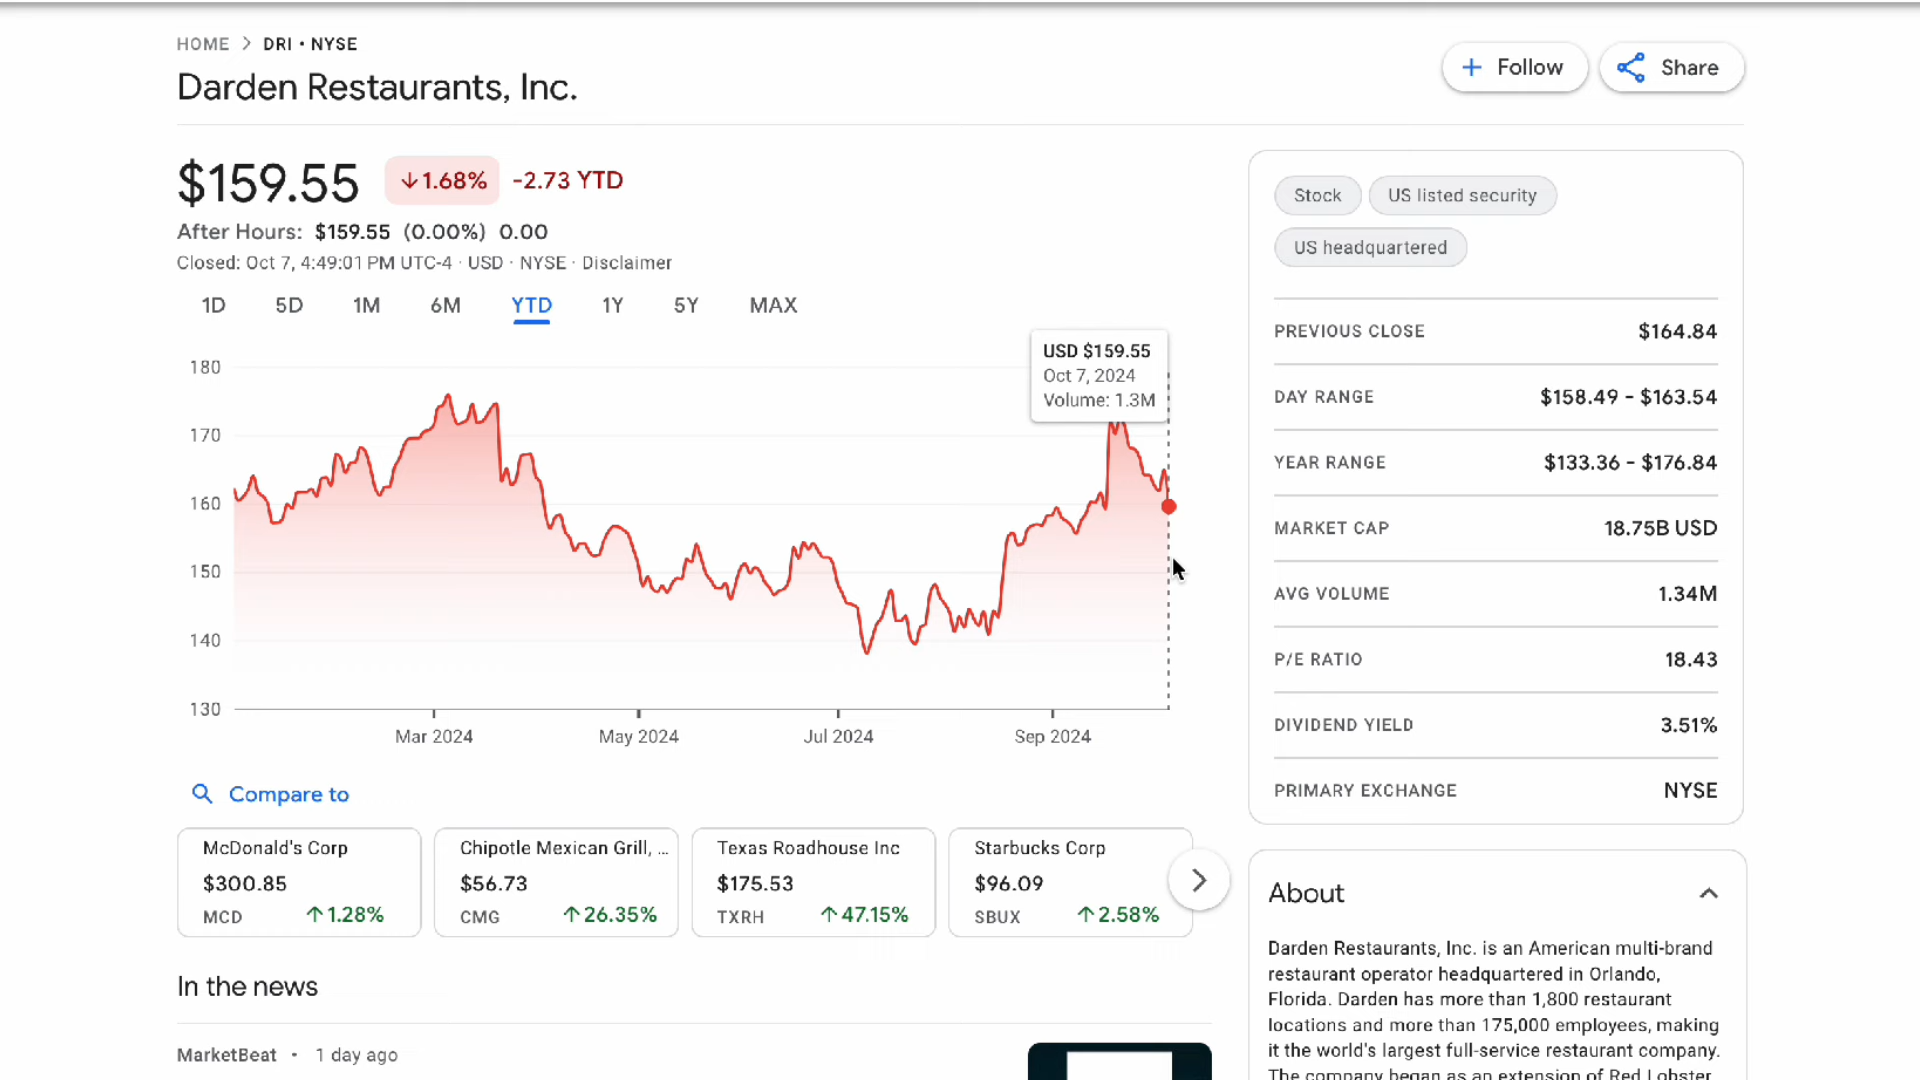 HOME > DRI • NYSE
Darden Restaurants, Inc.
+ Follow
Share
$159.55 ↓1.68% -2.73 YTD
After Hours: $159.55 (0.00%) 0.00
Closed: Oct 7, 4:49:01 PM UTC-4 · USD · NYSE · Disclaimer
1D 5D 1M 6M YTD 1Y 5Y MAX
USD $159.55
Oct 7, 2024
Volume: 1.3M
180
170
160
150
140
130
Mar 2024 May 2024 Jul 2024 Sep 2024
Compare to
McDonald's Corp
$300.85
MCD ↑1.28%
Chipotle Mexican Grill, ...
$56.73
CMG ↑26.35%
Texas Roadhouse Inc
$175.53
TXRH ↑47.15%
Starbucks Corp
$96.09
SBUX ↑2.58%
In the news
MarketBeat • 1 day ago
Stock US listed security
US headquartered
PREVIOUS CLOSE $164.84
DAY RANGE $158.49 - $163.54
YEAR RANGE $133.36 - $176.84
MARKET CAP 18.75B USD
AVG VOLUME 1.34M
P/E RATIO 18.43
DIVIDEND YIELD 3.51%
PRIMARY EXCHANGE NYSE
About
Darden Restaurants, Inc. is an American multi-brand
restaurant operator headquartered in Orlando,
Florida. Darden has more than 1,800 restaurant
locations and more than 175,000 employees, making
it the world's largest full-service restaurant company.
The company began as an extension of Red Lobster,